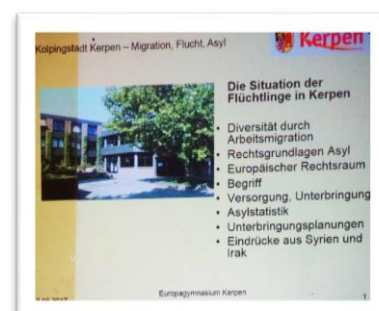 Kolpingstadt Kerpen – Migration, Flucht, Asyl
Kerpen
Die Situation der
Flüchtlinge in Kerpen
• Diversität durch
Arbeitsmigration
• Rechtsgrundlagen Asyl
• Europäischer Rechtsraum
• Begriff
• Versorgung, Unterbringung
• Asylstatistik
• Unterbringungsplanungen
• Eindrücke aus Syrien und
Irak
Europagymnasium Kerpen
1